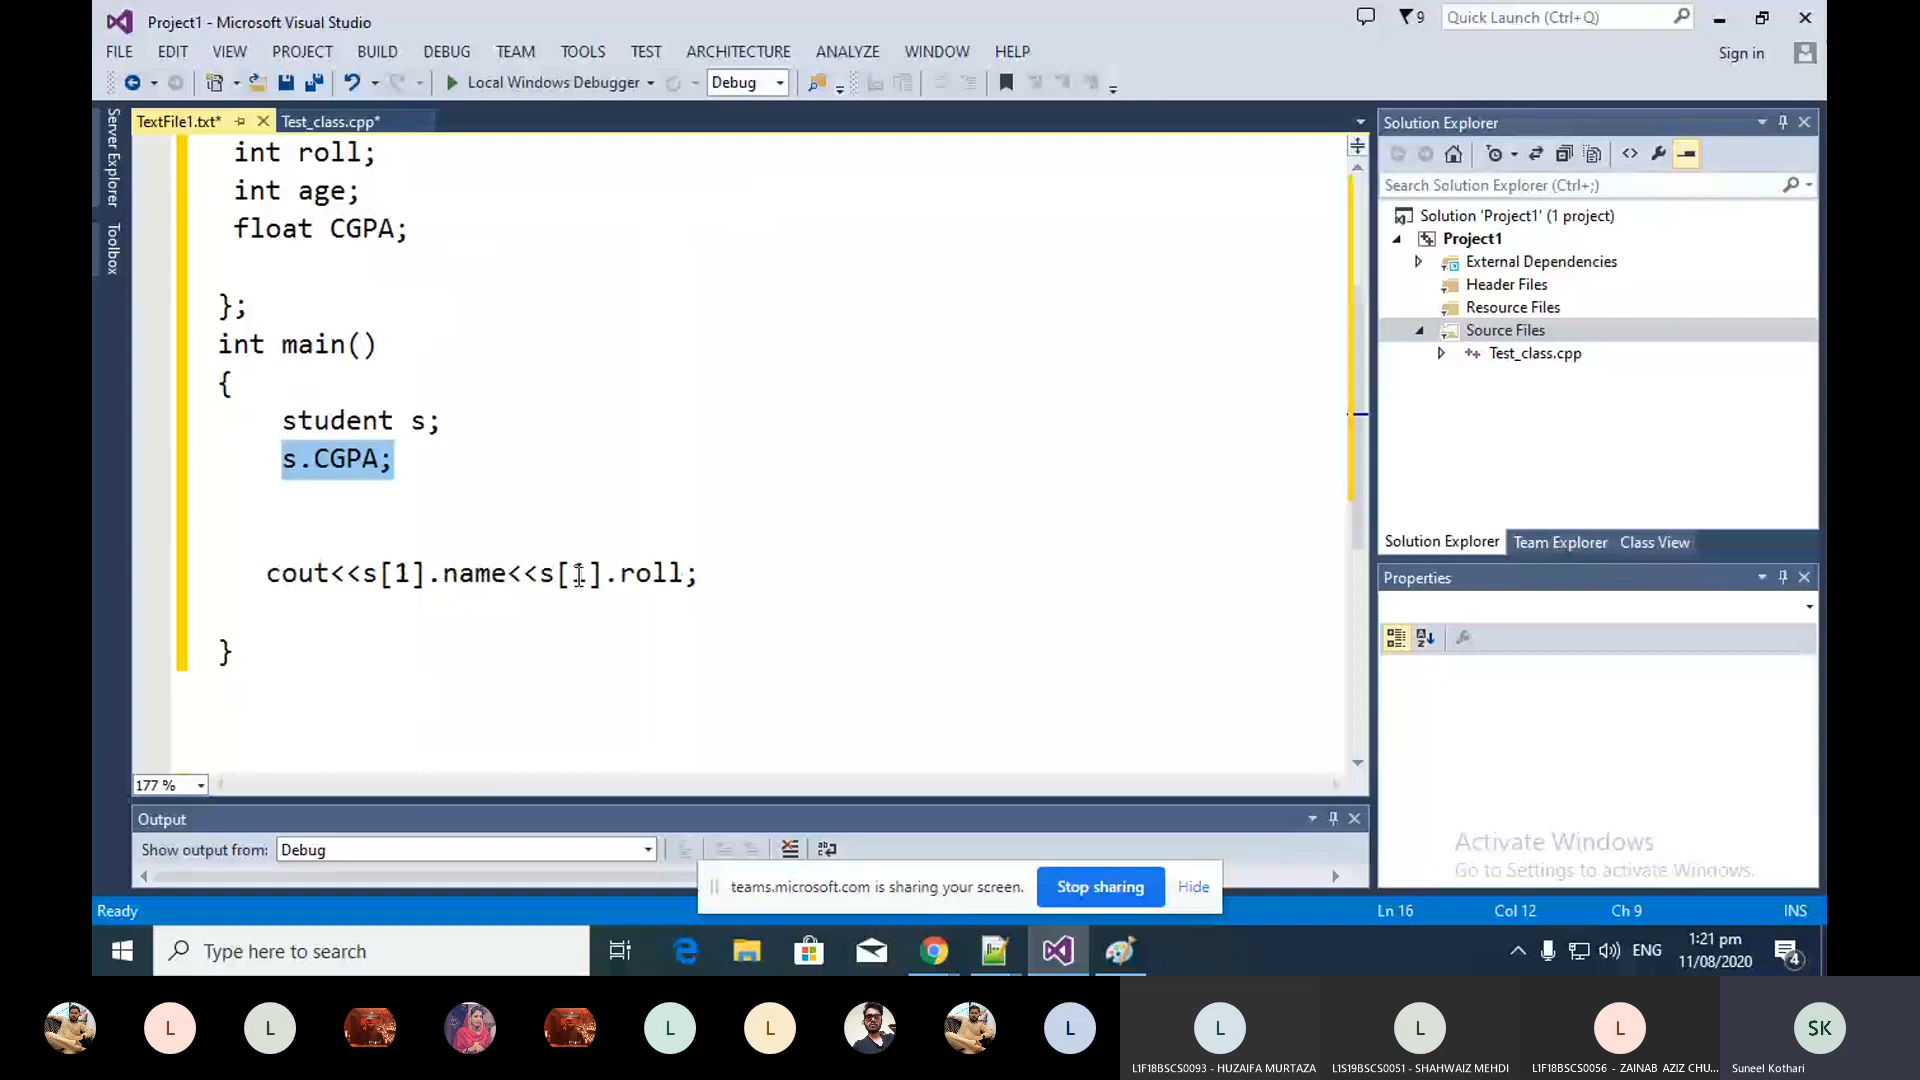 Project1 - Microsoft Visual Studio
9
Quick Launch (Ctrl+Q)
FILE EDIT VIEW PROJECT BUILD DEBUG TEAM TOOLS TEST ARCHITECTURE ANALYZE WINDOW HELP
Sign in
Local Windows Debugger
Debug
Server Explorer
Toolbox
TextFile1.txt*
Test_class.cpp*
int roll;
int age;
float CGPA;
};
int main()
{
student s;
s.CGPA;
cout<<s[1].name<<s[1].roll;
}
177 %
Solution Explorer
Search Solution Explorer (Ctrl+;)
Solution 'Project1' (1 project)
Project1
External Dependencies
Header Files
Resource Files
Source Files
Test_class.cpp
Solution Explorer Team Explorer Class View
Properties
Activate Windows
Go to Settings to activate Windows.
Output
Show output from: Debug
teams.microsoft.com is sharing your screen. Stop sharing Hide
Ready
Ln 16 Col 12 Ch 9 INS
Type here to search
ENG
1:21 pm
11/08/2020
4
L L L L L L L L SK
L1F18BSCS0093 - HUZAIFA MURTAZA
L1S19BSCS0051 - SHAHWAIZ MEHDI
L1F18BSCS0056 - ZAINAB AZIZ CHU...
Suneel Kothari